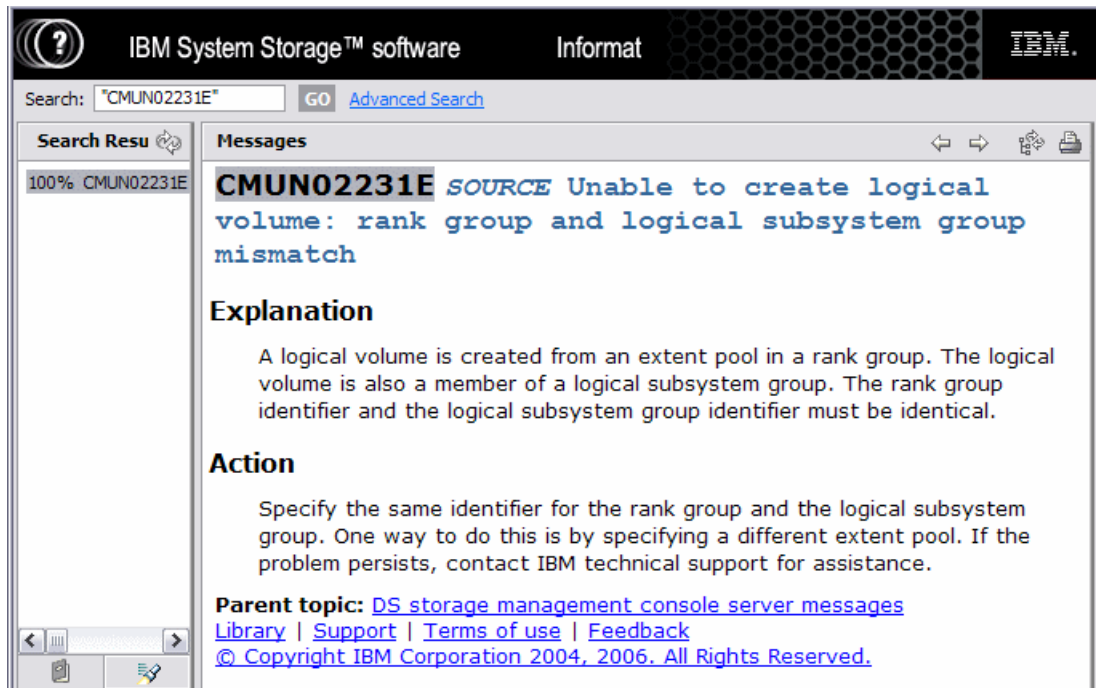 IBM System Storage™ software Informat IBM.
Search: "CMUN02231E" GO Advanced Search
Search Resu
Messages
100% CMUN02231E
CMUN02231E SOURCE Unable to create logical
volume: rank group and logical subsystem group
mismatch
Explanation
A logical volume is created from an extent pool in a rank group. The logical
volume is also a member of a logical subsystem group. The rank group
identifier and the logical subsystem group identifier must be identical.
Action
Specify the same identifier for the rank group and the logical subsystem
group. One way to do this is by specifying a different extent pool. If the
problem persists, contact IBM technical support for assistance.
Parent topic: DS storage management console server messages
Library | Support | Terms of use | Feedback
© Copyright IBM Corporation 2004, 2006. All Rights Reserved.